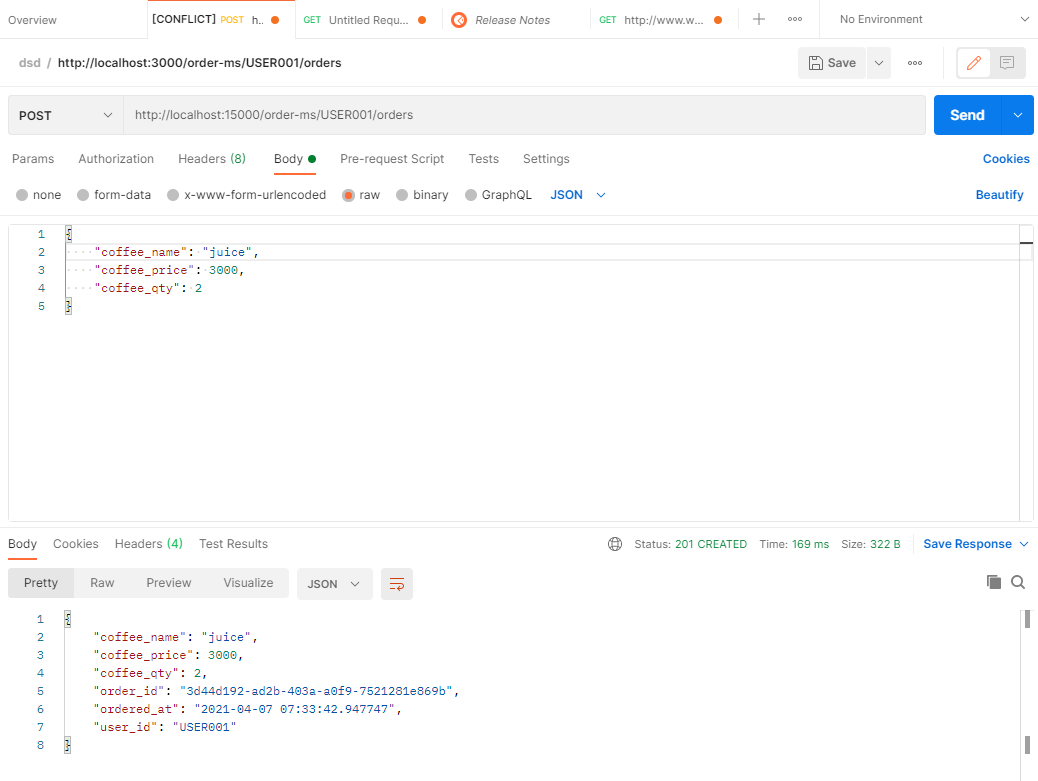 Overview [CONFLICT] POST h.. GET Untitled Requ... Release Notes GET http://www.w... No Environment
dsd / http://localhost:3000/order-ms/USER001/orders Save
POST http://localhost:15000/order-ms/USER001/orders Send
Params Authorization Headers (8) Body Pre-request Script Tests Settings Cookies
none form-data x-www-form-urlencoded raw binary GraphQL JSON Beautify
1 {
2 "coffee_name": "juice",
3 "coffee_price": 3000,
4 "coffee_qty": 2
5 }
Body Cookies Headers (4) Test Results Status: 201 CREATED Time: 169 ms Size: 322 B Save Response
Pretty Raw Preview Visualize JSON
1 {
2 "coffee_name": "juice",
3 "coffee_price": 3000,
4 "coffee_qty": 2,
5 "order_id": "3d44d192-ad2b-403a-a0f9-7521281e869b",
6 "ordered_at": "2021-04-07 07:33:42.947747",
7 "user_id": "USER001"
8 }